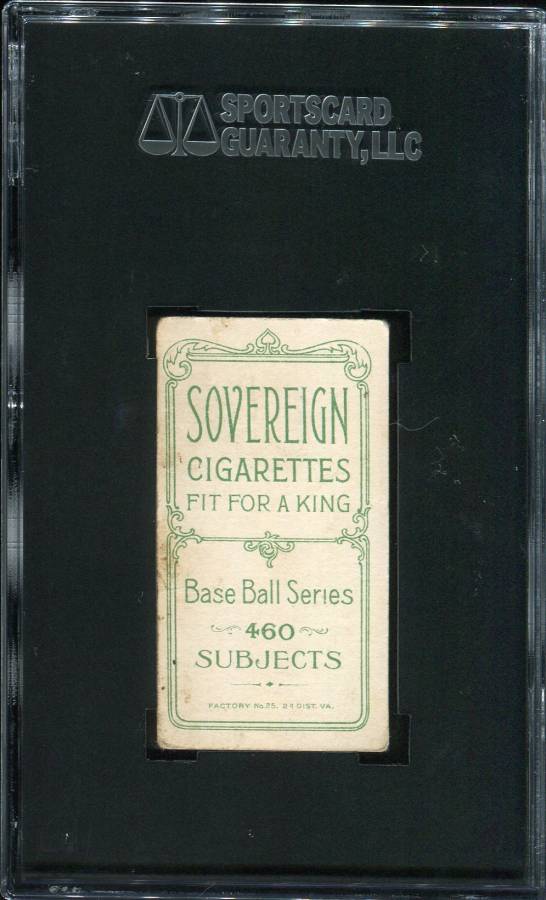 SPORTSCARD
GUARANTY, LLC
SOVEREIGN
CIGARETTES
FIT FOR A KING
Base Ball Series
460
SUBJECTS
FACTORY No. 25. 2d DIST. VA.